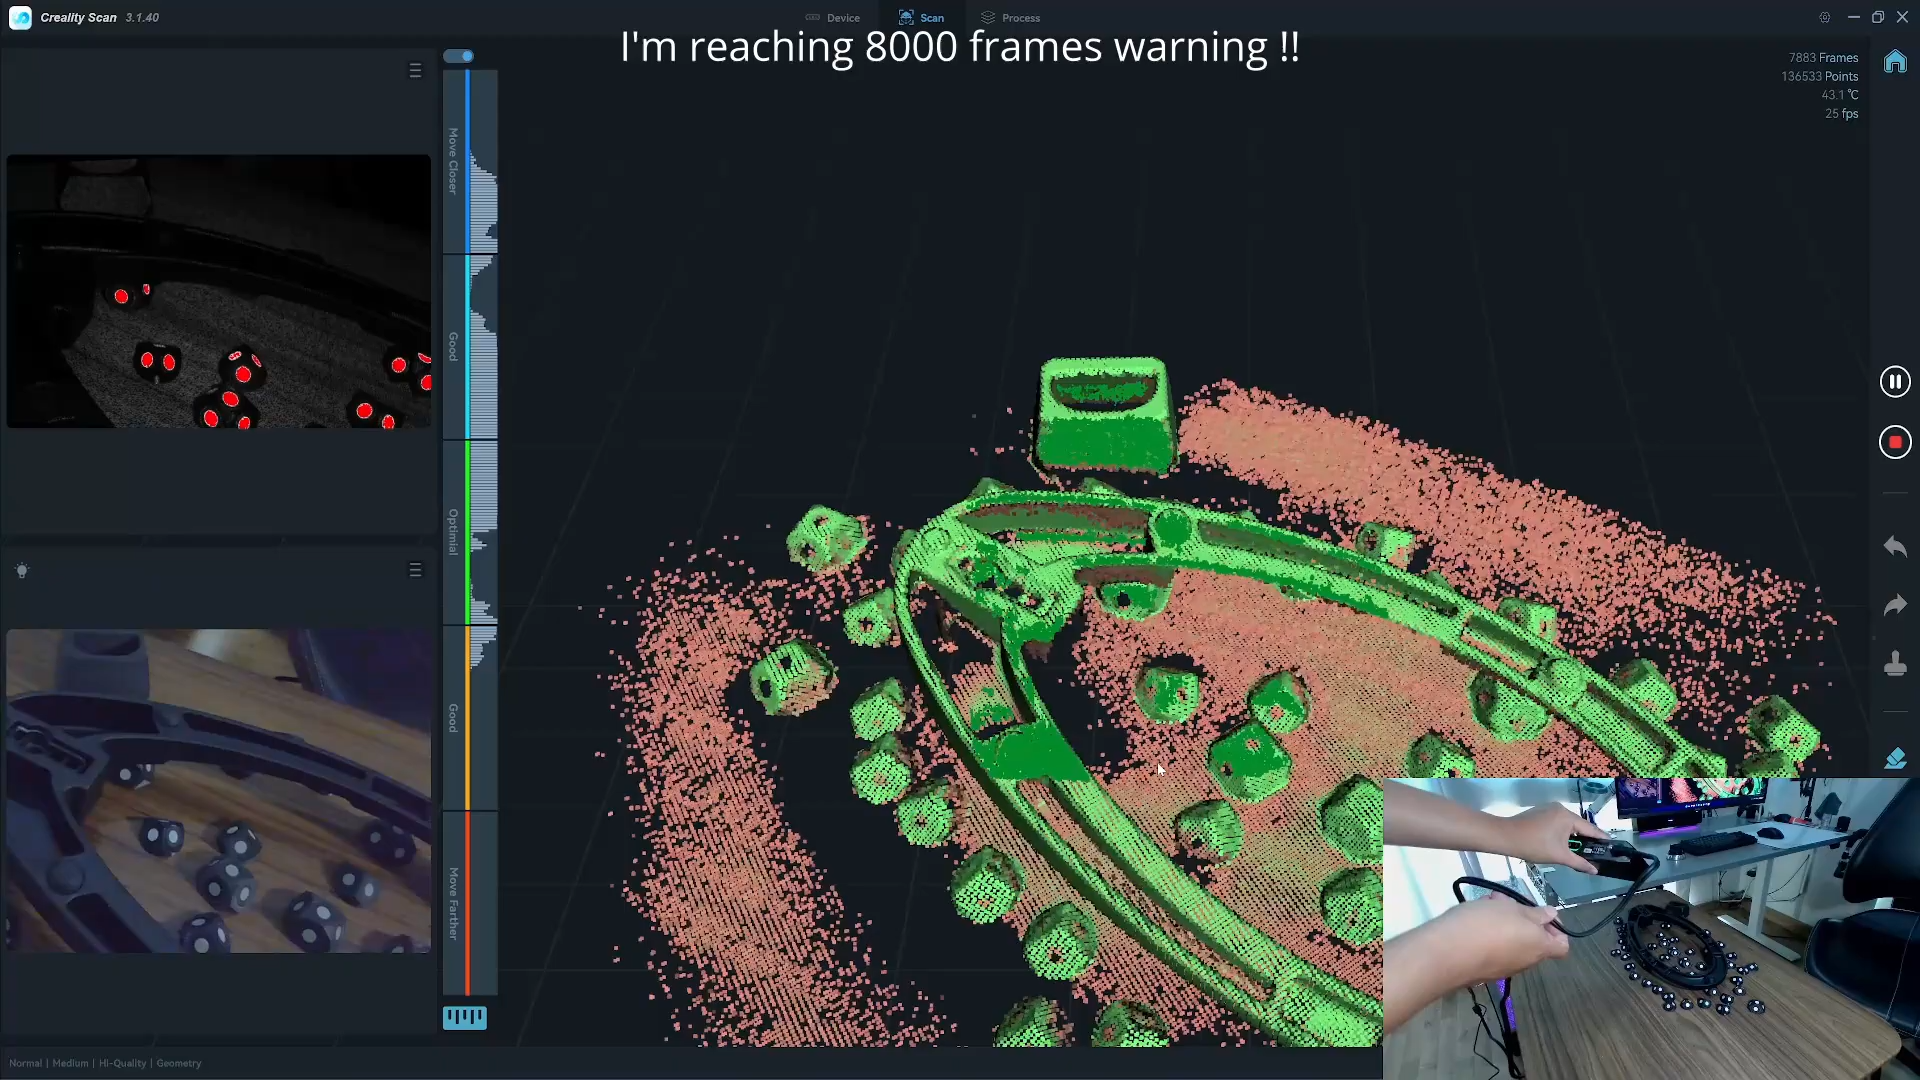 Creality Scan 3.1.40
Device
Scan
Process
I'm reaching 8000 frames warning !!
7883 Frames
136533 Points
43.1 ℃
25 fps
Move Closer
Good
Optimial
Good
Move Farther
Normal | Medium | Hi-Quality | Geometry